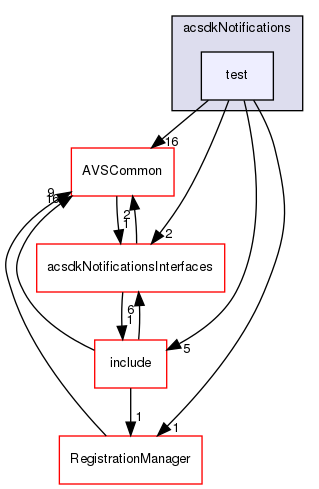 acsdkNotifications
test
16
AVSCommon
9
16
2
1
2
acsdkNotificationsInterfaces
6
1
5
include
1
1
RegistrationManager